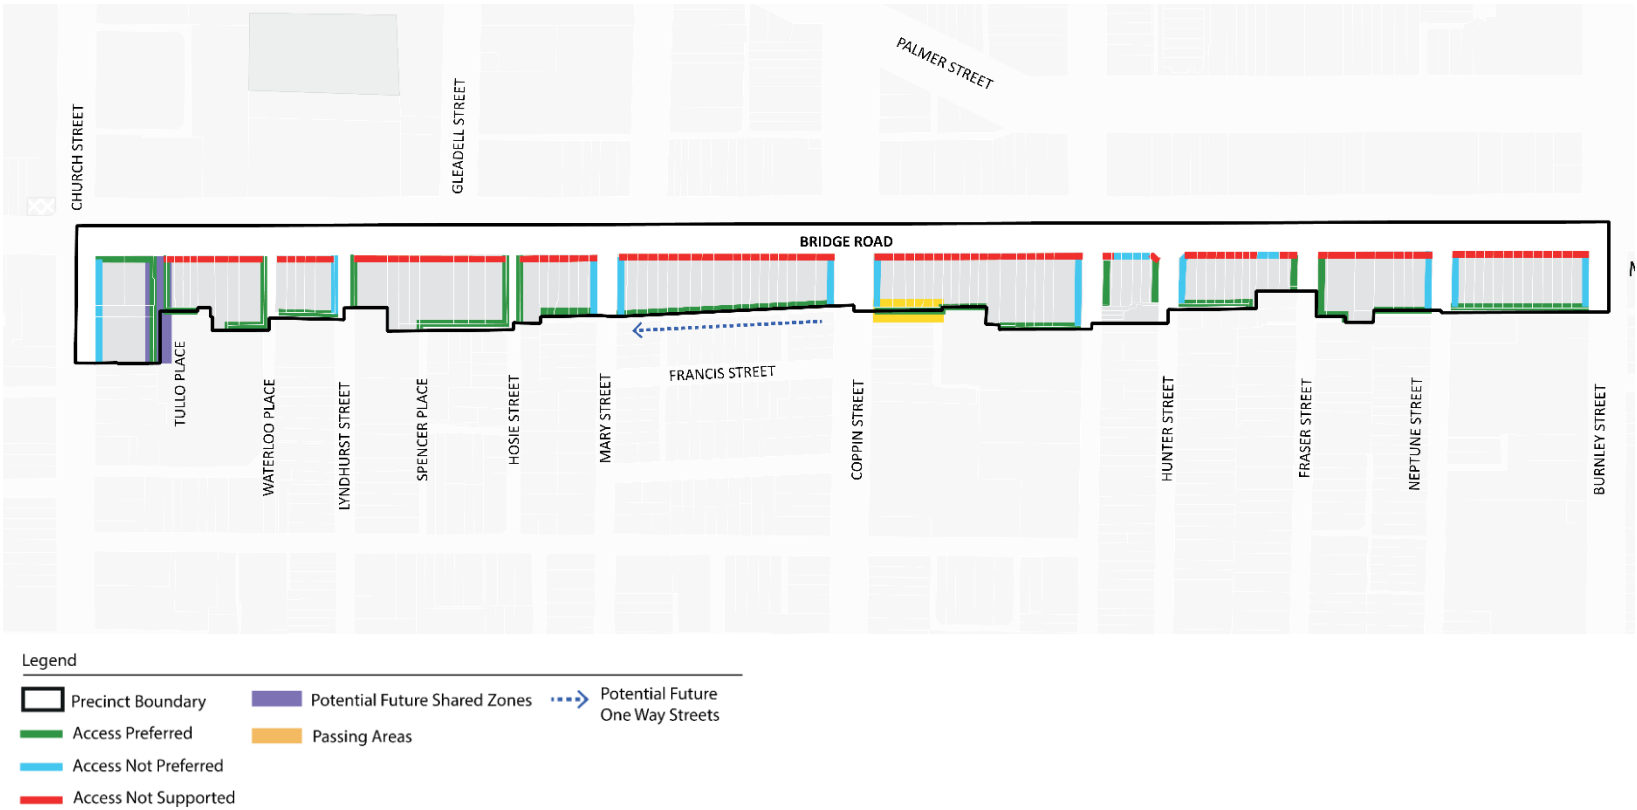 PALMER STREET
CHURCH STREET
GLEADELL STREET
BRIDGE ROAD
TULLO PLACE
WATERLOO PLACE
LYNDHURST STREET
SPENCER PLACE
HOSIE STREET
MARY STREET
FRANCIS STREET
COPPIN STREET
HUNTER STREET
FRASER STREET
NEPTUNE STREET
BURNLEY STREET
Legend
Precinct Boundary
Access Preferred
Access Not Preferred
Access Not Supported
Potential Future Shared Zones
Passing Areas
Potential Future
One Way Streets